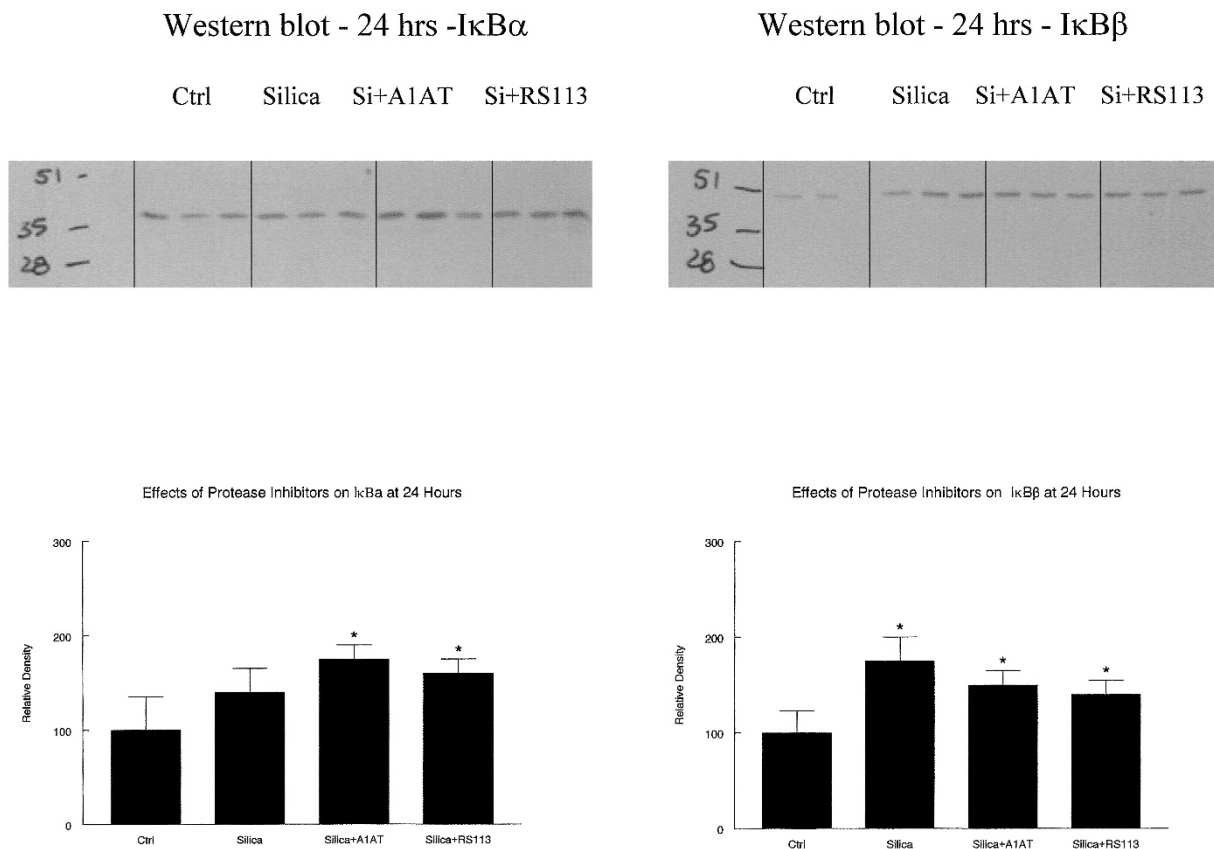 Western blot - 24 hrs -IκBα
Ctrl Silica Si+A1AT Si+RS113
51 -
35 -
28 -
Western blot - 24 hrs - IκBβ
Ctrl Silica Si+A1AT Si+RS113
51
35
28
Effects of Protease Inhibitors on IκBa at 24 Hours
Relative Density
300
200
100
0
* *
Ctrl Silica Silica+A1AT Silica+RS113
Effects of Protease Inhibitors on IκBβ at 24 Hours
Relative Density
300
200
100
0
* * *
Ctrl Silica Silica+A1AT Silica+RS113